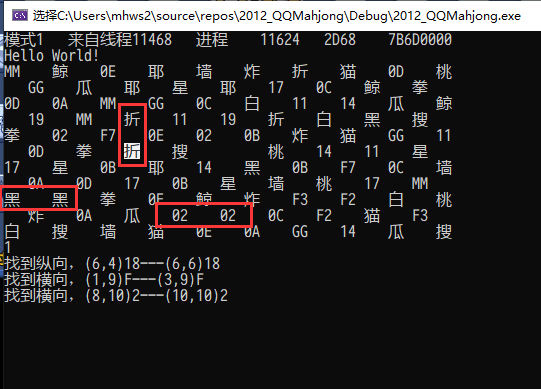 选择C:\Users\mhws2\source\repos\2012_QQMahjong\Debug\2012_QQMahjong.exe
模式1 来自线程11468 进程 11624 2D68 7B6D0000
Hello World!
MM 鲸 0E 耶 墙 炸 折 猫 0D 桃
GG 瓜 耶 星 耶 17 0C 鲸 拳
0D 0A MM GG 0C 白 11 14 瓜 鲸
19 MM 折 11 19 折 白 黑 搜
拳 02 F7 0E 02 0B 炸 猫 GG 11
0D 拳 折 搜 桃 14 11 星
17 星 0B 耶 14 黑 0B F7 0C 墙
0A 0D 17 0B 星 墙 桃 17 MM
黑 黑 拳 0E 鲸 炸 F3 F2 白 桃
炸 0A 瓜 02 02 0C F2 猫 F3
白 搜 墙 猫 0E 0A GG 14 瓜 搜
1
找到纵向，(6,4)18---(6,6)18
找到横向，(1,9)F---(3,9)F
找到横向，(8,10)2---(10,10)2